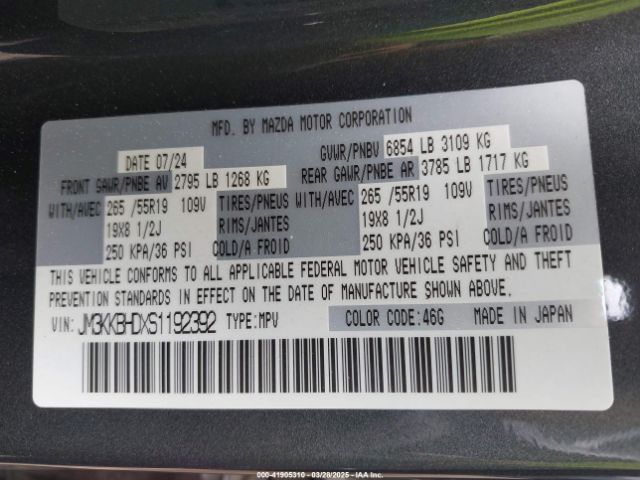 MFD. BY MAZDA MOTOR CORPORATION
DATE 07/24 GVWR/PNBV 6854 LB 3109 KG
FRONT GAWR/PNBE AV 2795 LB 1268 KG REAR GAWR/PNBE AR 3785 LB 1717 KG
WITH/AVEC 265 /55R19 109V TIRES/PNEUS WITH/AVEC 265 /55R19 109V TIRES/PNEUS
19X8 1/2J RIMS/JANTES 19X8 1/2J RIMS/JANTES
250 KPA/36 PSI COLD/A FROID 250 KPA/36 PSI COLD/A FROID
THIS VEHICLE CONFORMS TO ALL APPLICABLE FEDERAL MOTOR VEHICLE SAFETY AND THEFT
PREVENTION STANDARDS IN EFFECT ON THE DATE OF MANUFACTURE SHOWN ABOVE.
VIN: JM3KKBHDXS1192392 TYPE:MPV COLOR CODE:46G MADE IN JAPAN
000-41905310 - 03/28/2025 - IAA Inc.